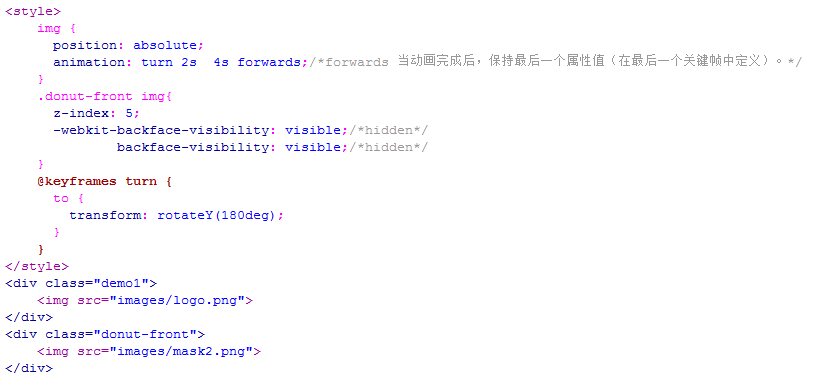 <style>
    img {
      position: absolute;
      animation: turn 2s  4s forwards;/*forwards 当动画完成后，保持最后一个属性值（在最后一个关键帧中定义）。*/
    }
    .donut-front img{
      z-index: 5;
      -webkit-backface-visibility: visible;/*hidden*/
              backface-visibility: visible;/*hidden*/
    }
    @keyframes turn {
      to {
        transform: rotateY(180deg);
      }
    }
</style>
<div class="demo1">
    <img src="images/logo.png">
</div>
<div class="donut-front">
    <img src="images/mask2.png">
</div>